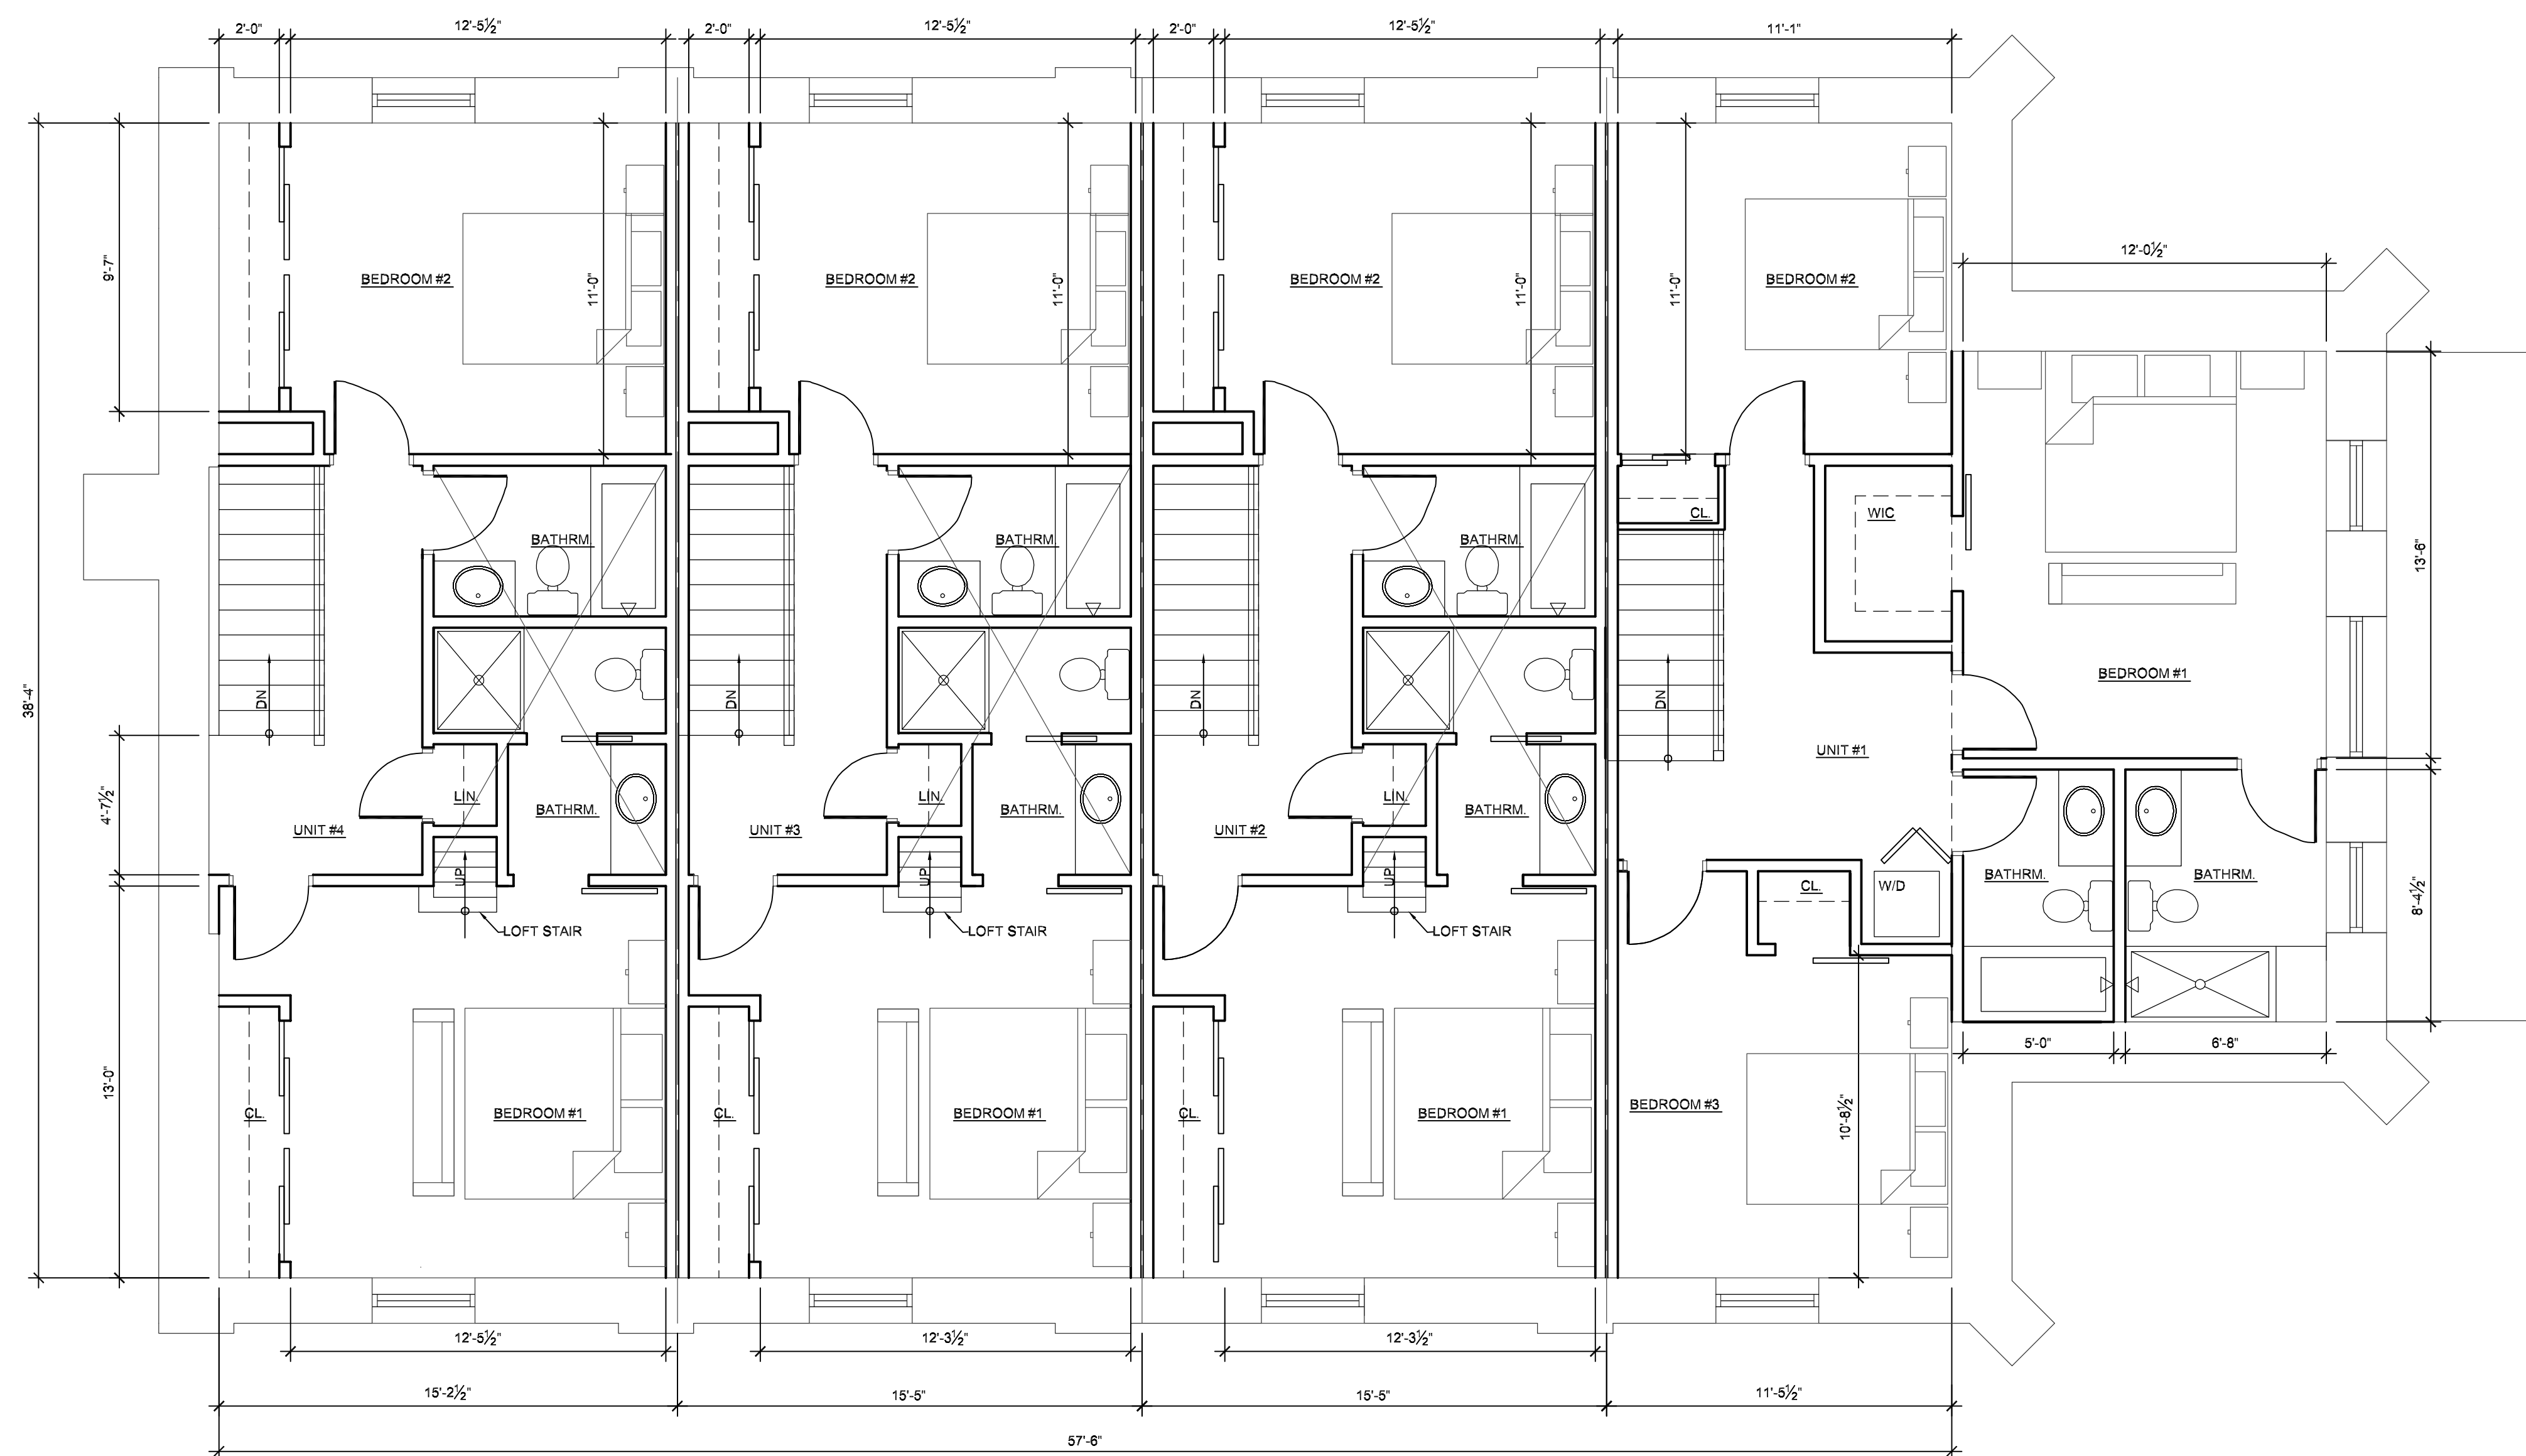 2'-0"
12'-5½"
2'-0"
12'-5½"
2'-0"
12'-5½"
11'-1"
12'-0½"
9'-7"
BEDROOM #2
11'-0"
BEDROOM #2
11'-0"
BEDROOM #2
11'-0"
11'-0"
BEDROOM #2
CL.
WIC
BATHRM.
BATHRM.
BATHRM.
13'-6"
38'-4"
DN
DN
DN
DN
BEDROOM #1
UNIT #1
4'-7½"
LIN.
BATHRM.
LIN.
BATHRM.
LIN.
BATHRM.
UNIT #4
UNIT #3
UNIT #2
UP
UP
UP
CL.
W/D
BATHRM.
BATHRM.
8'-4½"
LOFT STAIR
LOFT STAIR
LOFT STAIR
5'-0"
6'-8"
13'-0"
CL.
BEDROOM #1
CL.
BEDROOM #1
CL.
BEDROOM #1
BEDROOM #3
10'-8½"
12'-5½"
12'-3½"
12'-3½"
15'-2½"
15'-5"
15'-5"
11'-5½"
57'-6"